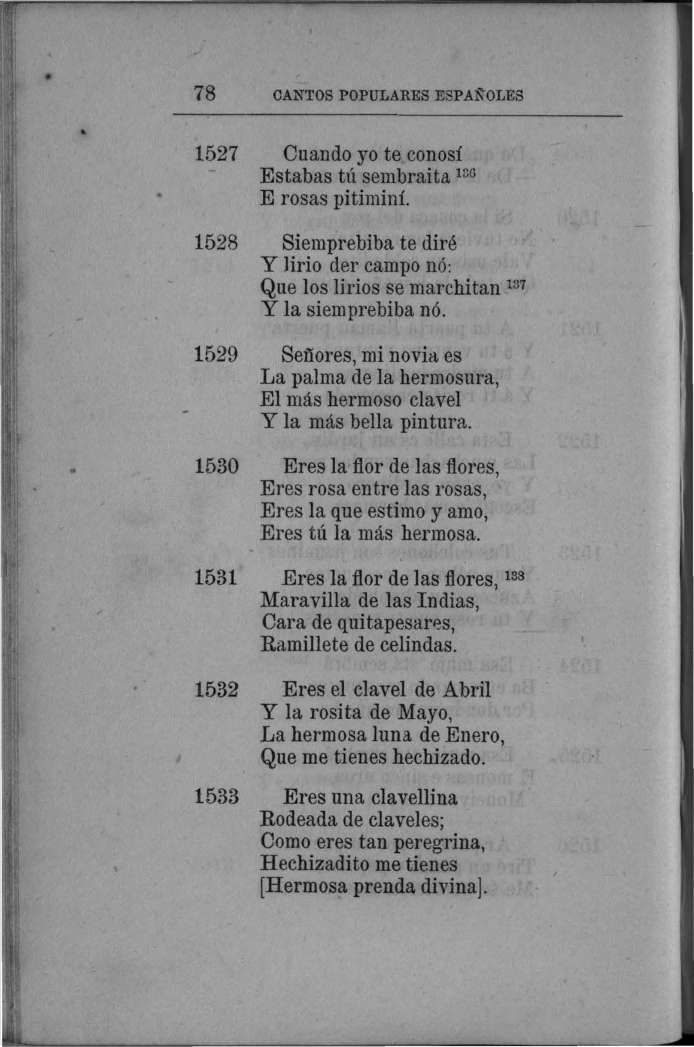 78 CANTOS POPULARES ESPAÑOLES
1527 Cuando yo te conosí
Estabas tú sembraita 136
E rosas pitiminí.
1528 Siemprebiba te diré
Y lirio der campo nó:
Que los lirios se marchitan 137
Y la siemprebiba nó.
1529 Señores, mi novia es
La palma de la hermosura,
El más hermoso clavel
Y la más bella pintura.
1530 Eres la flor de las flores,
Eres rosa entre las rosas,
Eres la que estimo y amo,
Eres tú la más hermosa.
1531 Eres la flor de las flores, 138
Maravilla de las Indias,
Cara de quitapesares,
Ramillete de celindas.
1532 Eres el clavel de Abril
Y la rosita de Mayo,
La hermosa luna de Enero,
Que me tienes hechizado.
1533 Eres una clavellina
Rodeada de claveles;
Como eres tan peregrina,
Hechizadito me tienes
[Hermosa prenda divina].